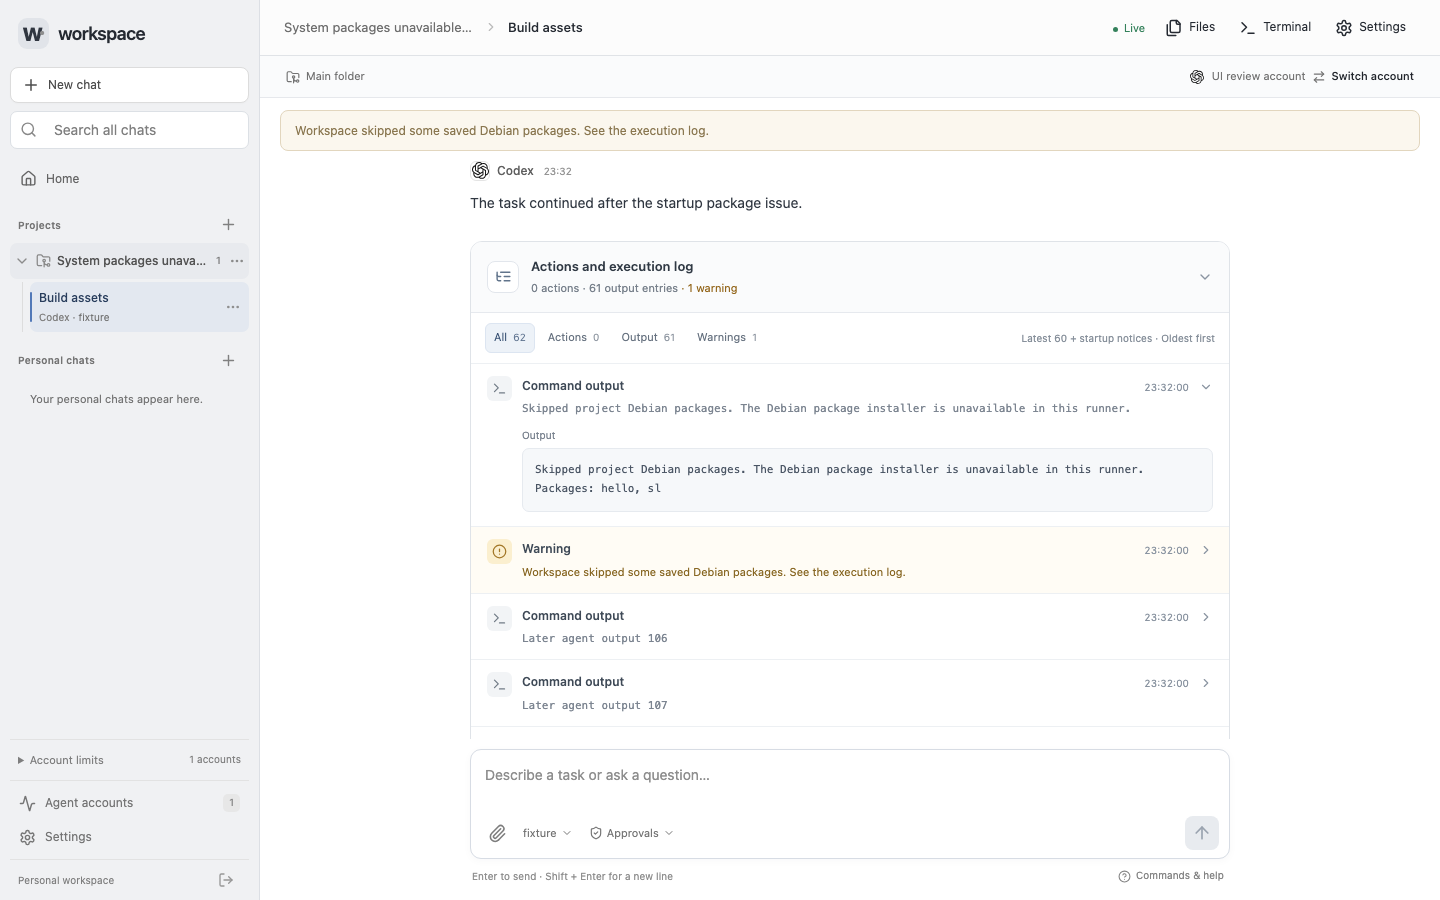 W workspace
New chat
Search all chats
Home
Projects
System packages unava... 1
Build assets
Codex · fixture
Personal chats
Your personal chats appear here.
Account limits 1 accounts
Agent accounts 1
Settings
Personal workspace
System packages unavailable... Build assets
Live Files Terminal Settings
Main folder
UI review account Switch account
Workspace skipped some saved Debian packages. See the execution log.
Codex 23:32
The task continued after the startup package issue.
Actions and execution log
0 actions · 61 output entries · 1 warning
All 62 Actions 0 Output 61 Warnings 1
Latest 60 + startup notices · Oldest first
Command output 23:32:00
Skipped project Debian packages. The Debian package installer is unavailable in this runner.
Output
Skipped project Debian packages. The Debian package installer is unavailable in this runner.
Packages: hello, sl
Warning 23:32:00
Workspace skipped some saved Debian packages. See the execution log.
Command output 23:32:00
Later agent output 106
Command output 23:32:00
Later agent output 107
Describe a task or ask a question...
fixture Approvals
Enter to send · Shift + Enter for a new line
Commands & help